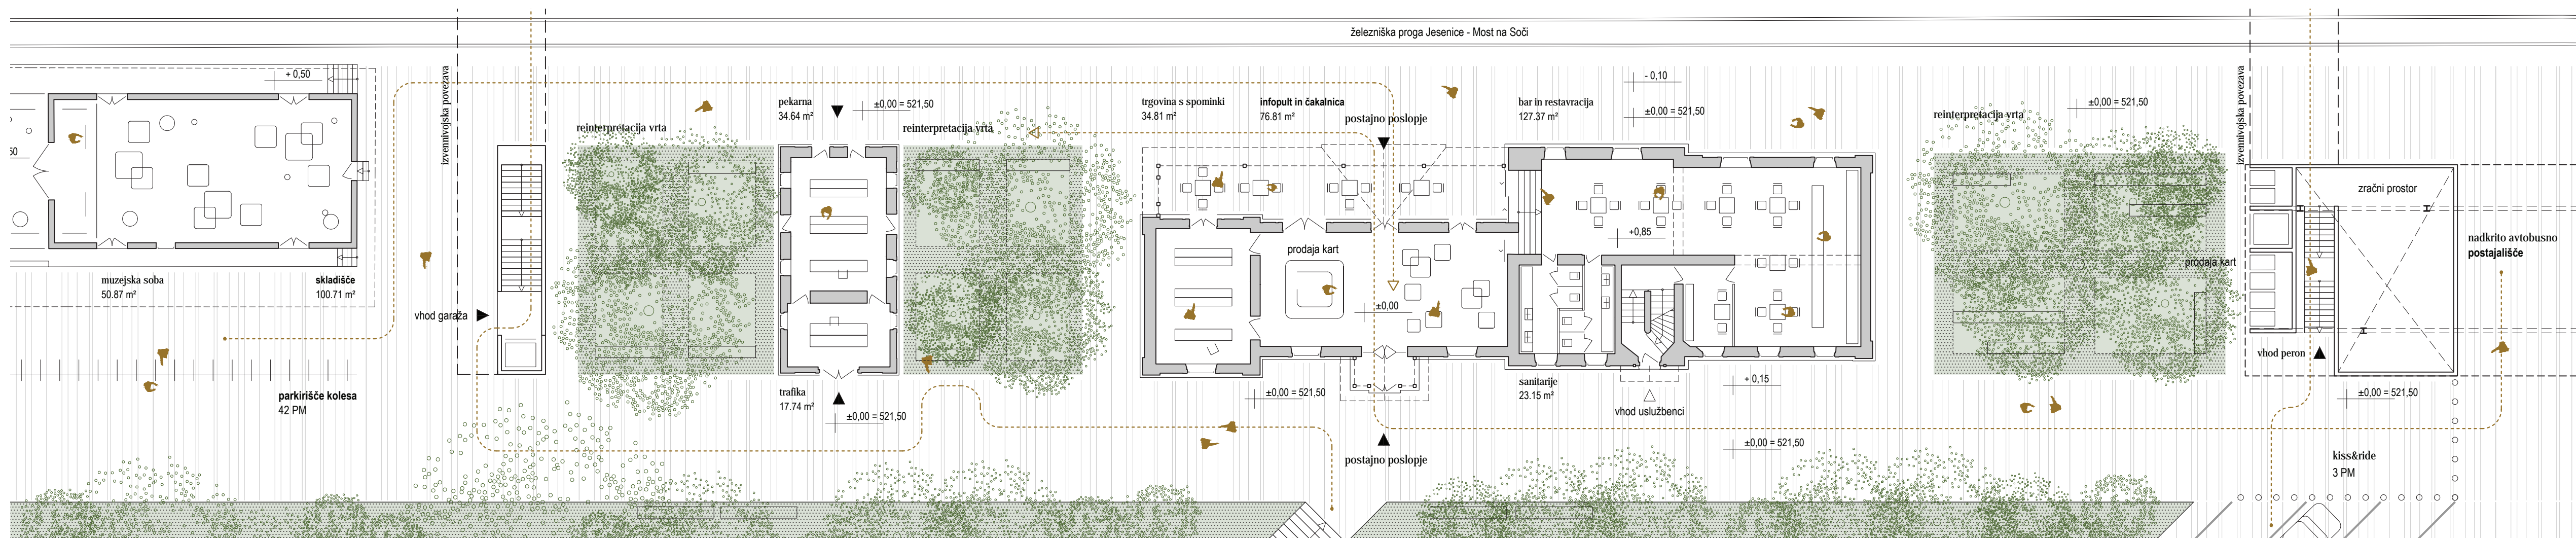 železniška proga Jesenice - Most na Soči
+ 0,50
izvennivojska povezava
reinterpretacija vrta
pekarna
34.64 m²
±0,00 = 521,50
reinterpretacija vrta
trgovina s spominki
34.81 m²
infopult in čakalnica
76.81 m²
postajno poslopje
bar in restavracija
127.37 m²
- 0,10
±0,00 = 521,50
reinterpretacija vrta
±0,00 = 521,50
izvennivojska povezava
50
zračni prostor
+0,85
prodaja kart
nadkrito avtobusno
postajališče
prodaja kart
muzejska soba
50.87 m²
skladišče
100.71 m²
vhod garaža
±0,00
vhod peron
parkirišče kolesa
42 PM
trafika
17.74 m²
±0,00 = 521,50
±0,00 = 521,50
sanitarije
23.15 m²
vhod uslužbenci
+ 0,15
±0,00 = 521,50
±0,00 = 521,50
postajno poslopje
kiss&ride
3 PM